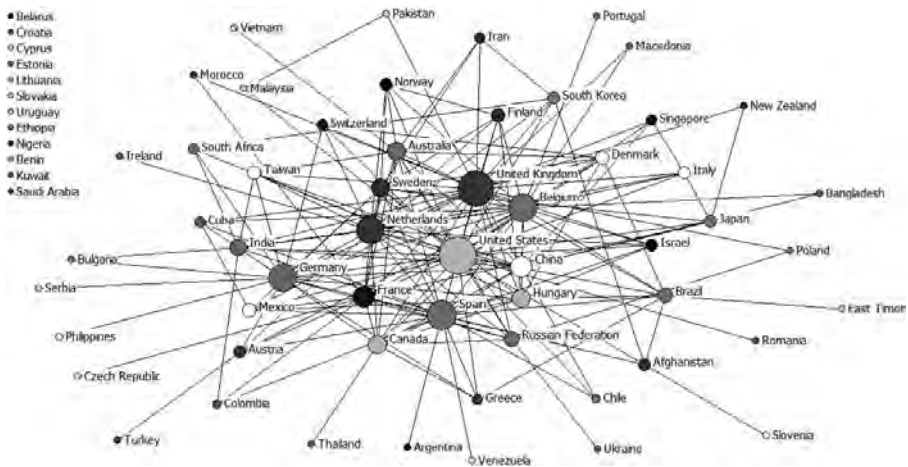 Belarus
Croatia
Cyprus
Estonia
Lithuania
Slovakia
Uruguay
Ethopia
Nigeria
Benin
Kuwait
Saudi Arabia
Pakistan
Portugal
Vietnam
Iran
Macedonia
Morocco
Norway
Malaysia
South Korea
New Zealand
Finland
Singapore
Switzerland
South Africa
Australia
Ireland
Denmark
Taiwan
Italy
Sweden
United Kingdom
Bangladesh
Belgium
Cuba
Netherlands
Japan
India
United States
Israel
Poland
Bulgaria
China
Germany
Serbia
France
Hungary
Brazil
Mexico
Spain
East Timor
Philippines
Russian Federation
Romania
Canada
Austria
Afghanistan
Czech Republic
Colombia
Greece
Chile
Turkey
Thailand
Argentina
Ukraine
Slovenia
Venezuela